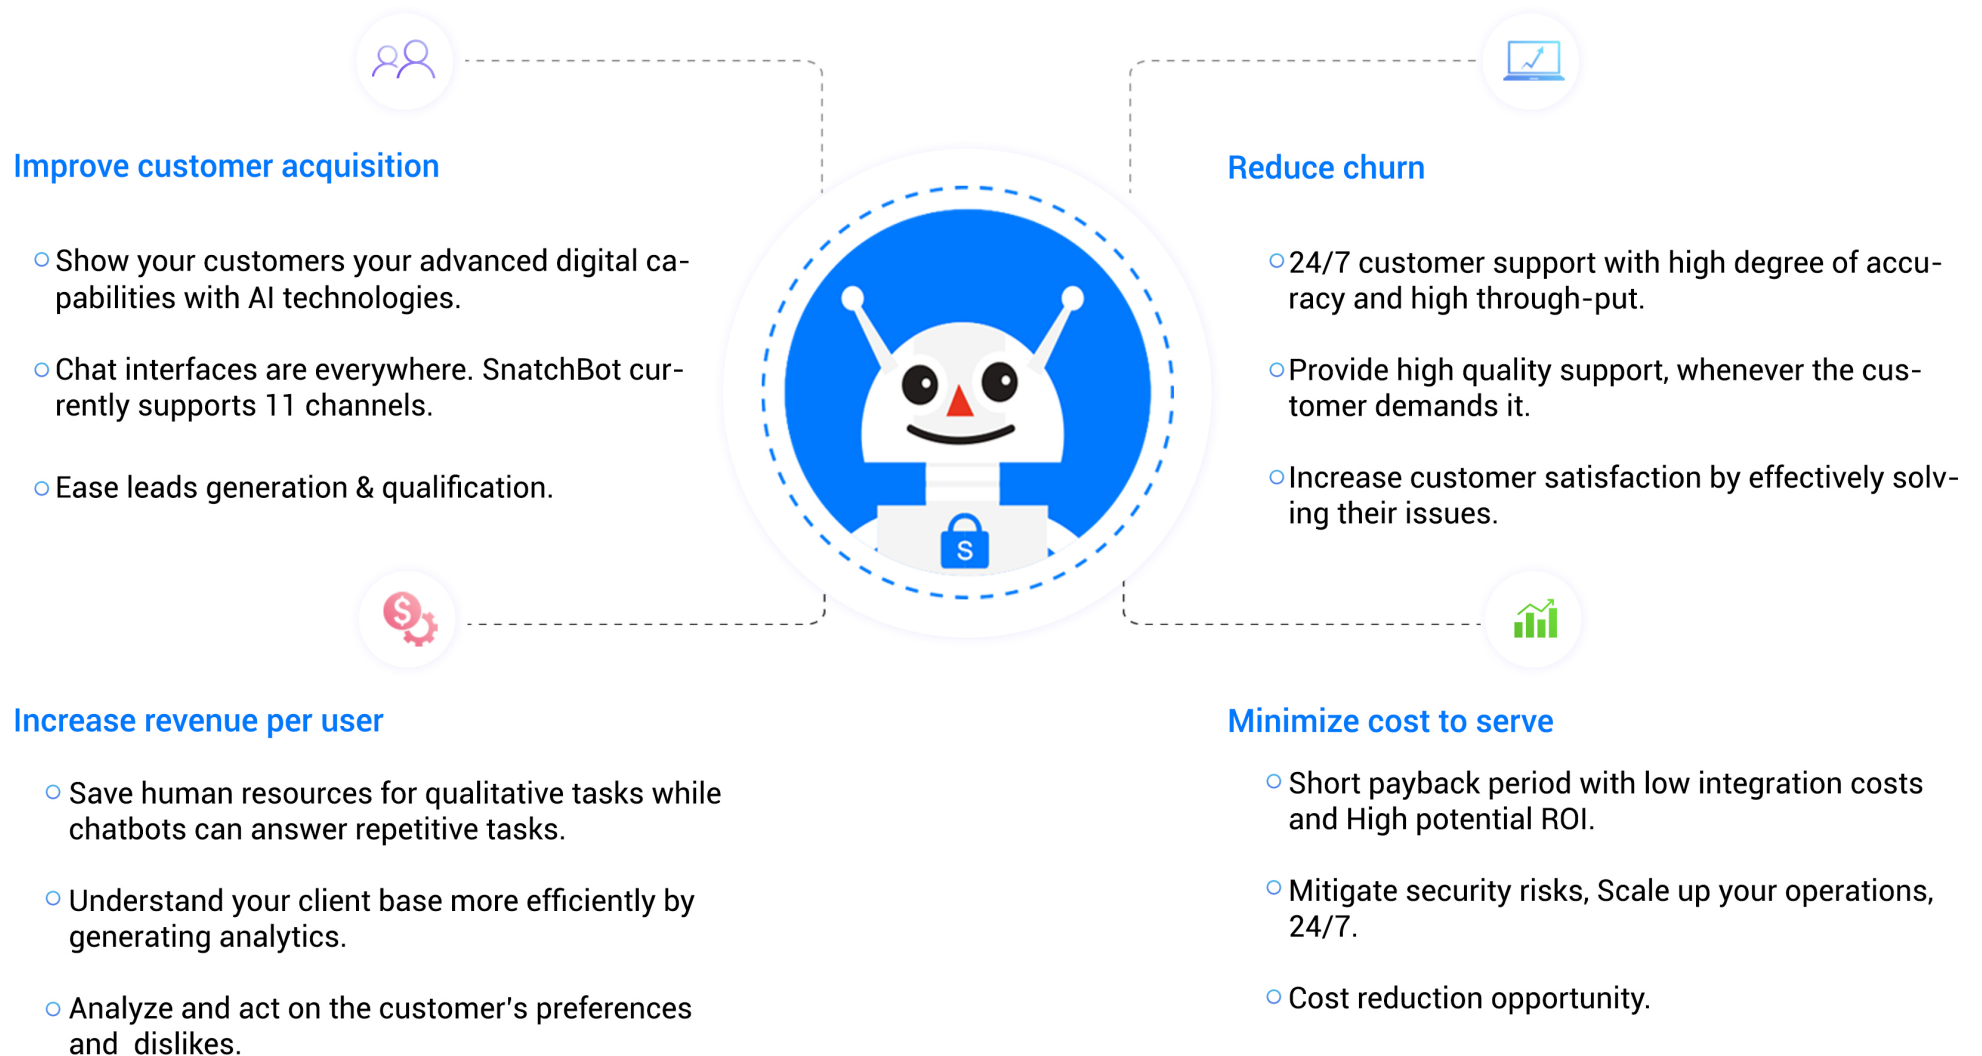 Improve customer acquisition
Show your customers your advanced digital ca-
pabilities with AI technologies.
Chat interfaces are everywhere. SnatchBot cur-
rently supports 11 channels.
Ease leads generation & qualification.
Reduce churn
24/7 customer support with high degree of accu-
racy and high through-put.
Provide high quality support, whenever the cus-
tomer demands it.
Increase customer satisfaction by effectively solv-
ing their issues.
S
Increase revenue per user
Save human resources for qualitative tasks while
chatbots can answer repetitive tasks.
Understand your client base more efficiently by
generating analytics.
Analyze and act on the customer's preferences
and  dislikes.
Minimize cost to serve
Short payback period with low integration costs
and High potential ROI.
Mitigate security risks, Scale up your operations,
24/7.
Cost reduction opportunity.